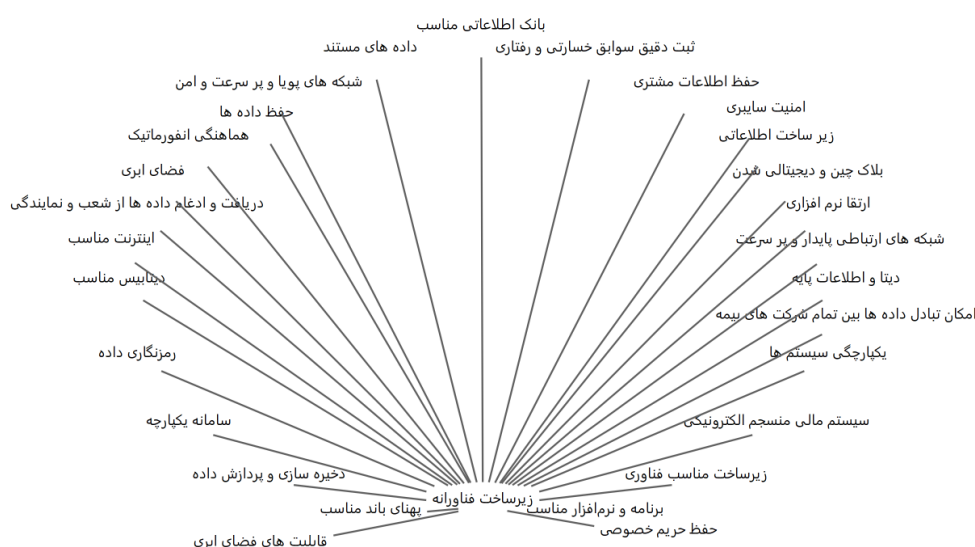 بانک اطلاعاتی مناسب
ثبت دقیق سوابق خسارتی و رفتاری
داده های مستند
حفظ اطلاعات مشتری
شبکه های پویا و پر سرعت و امن
امنیت سایبری
حفظ داده ها
زیر ساخت اطلاعاتی
هماهنگی انفورماتیک
بلاک چین و دیجیتالی شدن
فضای ابری
ارتقا نرم افزاری
دریافت و ادغام داده ها از شعب و نمایندگی
شبکه های ارتباطی پایدار و پر سرعت
اینترنت مناسب
دیتا و اطلاعات پایه
دیتابیس مناسب
امکان تبادل داده ها بین تمام شرکت های بیمه
یکپارچگی سیستم ها
رمزنگاری داده
سیستم مالی منسجم الکترونیکی
سامانه یکپارچه
زیرساخت مناسب فناوری
ذخیره سازی و پردازش داده
زیرساخت فناورانه
برنامه و نرم‌افزار مناسب
پهنای باند مناسب
حفظ حریم خصوصی
قابلیت های فضای ابری